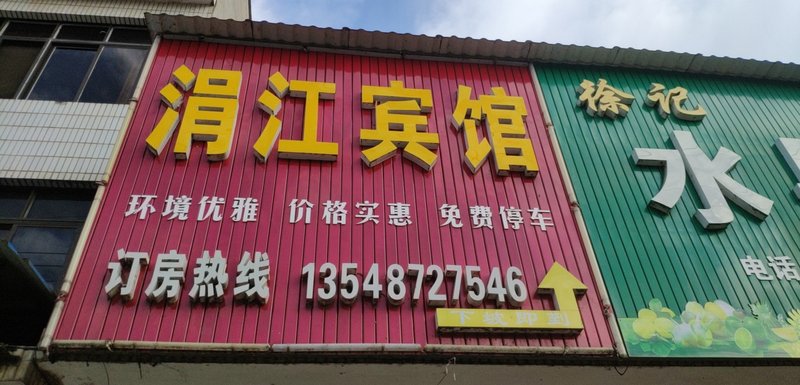 涓江宾馆
环境优雅 价格实惠 免费停车
订房热线 13548727546
下坡即到
徐记
水
电话